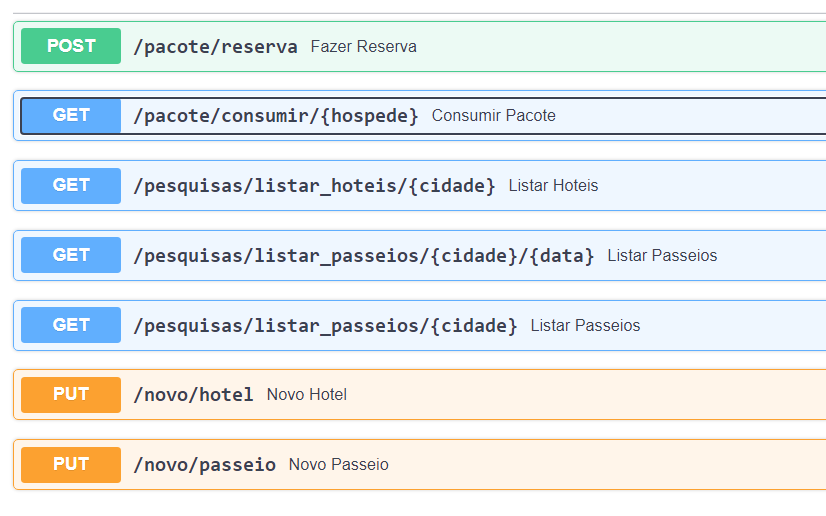 POST /pacote/reserva Fazer Reserva
GET /pacote/consumir/{hospede} Consumir Pacote
GET /pesquisas/listar_hoteis/{cidade} Listar Hoteis
GET /pesquisas/listar_passeios/{cidade}/{data} Listar Passeios
GET /pesquisas/listar_passeios/{cidade} Listar Passeios
PUT /novo/hotel Novo Hotel
PUT /novo/passeio Novo Passeio